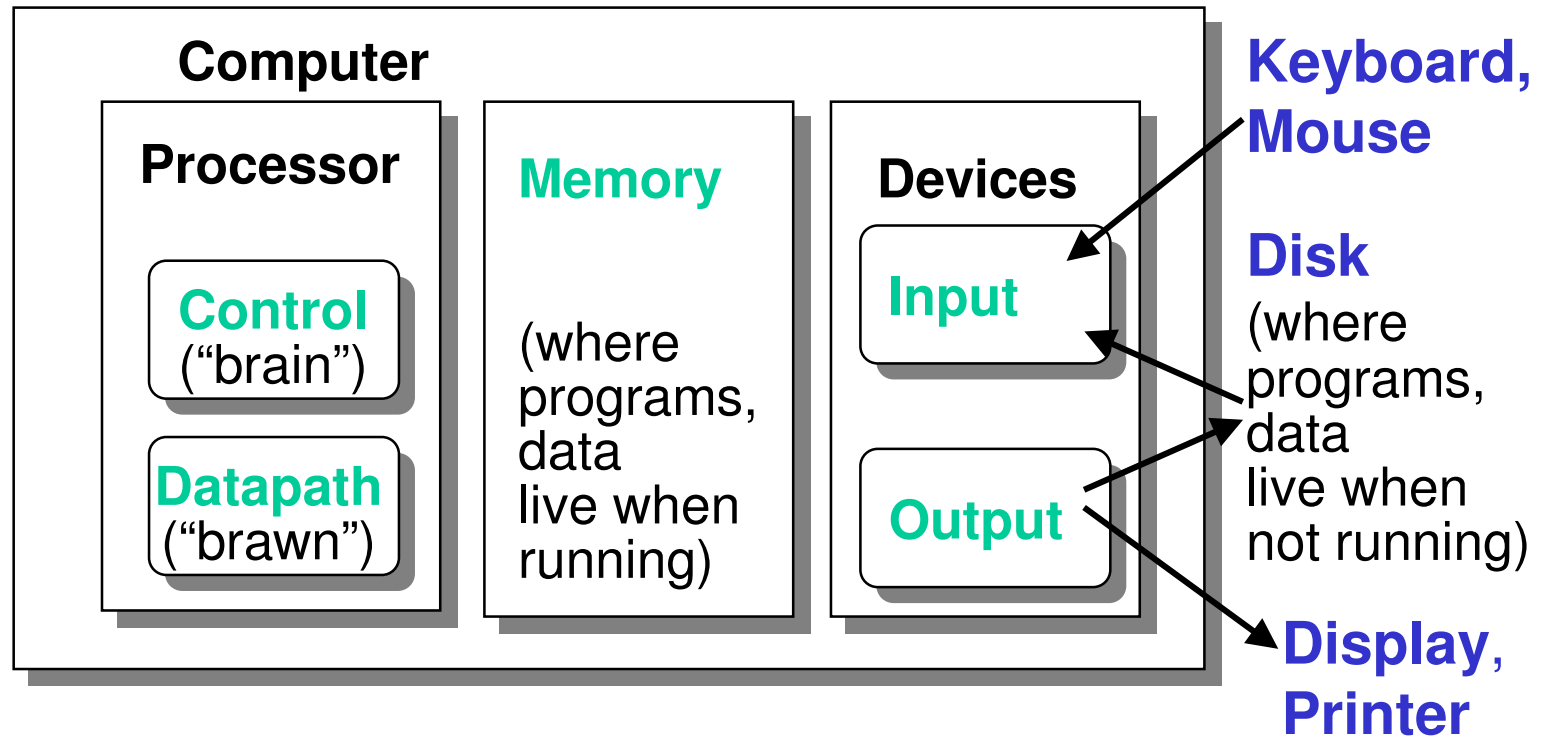 Computer
Processor
Control
(“brain”)
Datapath
(“brawn”)
Memory
(where
programs,
data
live when
running)
Devices
Input
Output
Keyboard,
Mouse
Disk
(where
programs,
data
live when
not running)
Display,
Printer